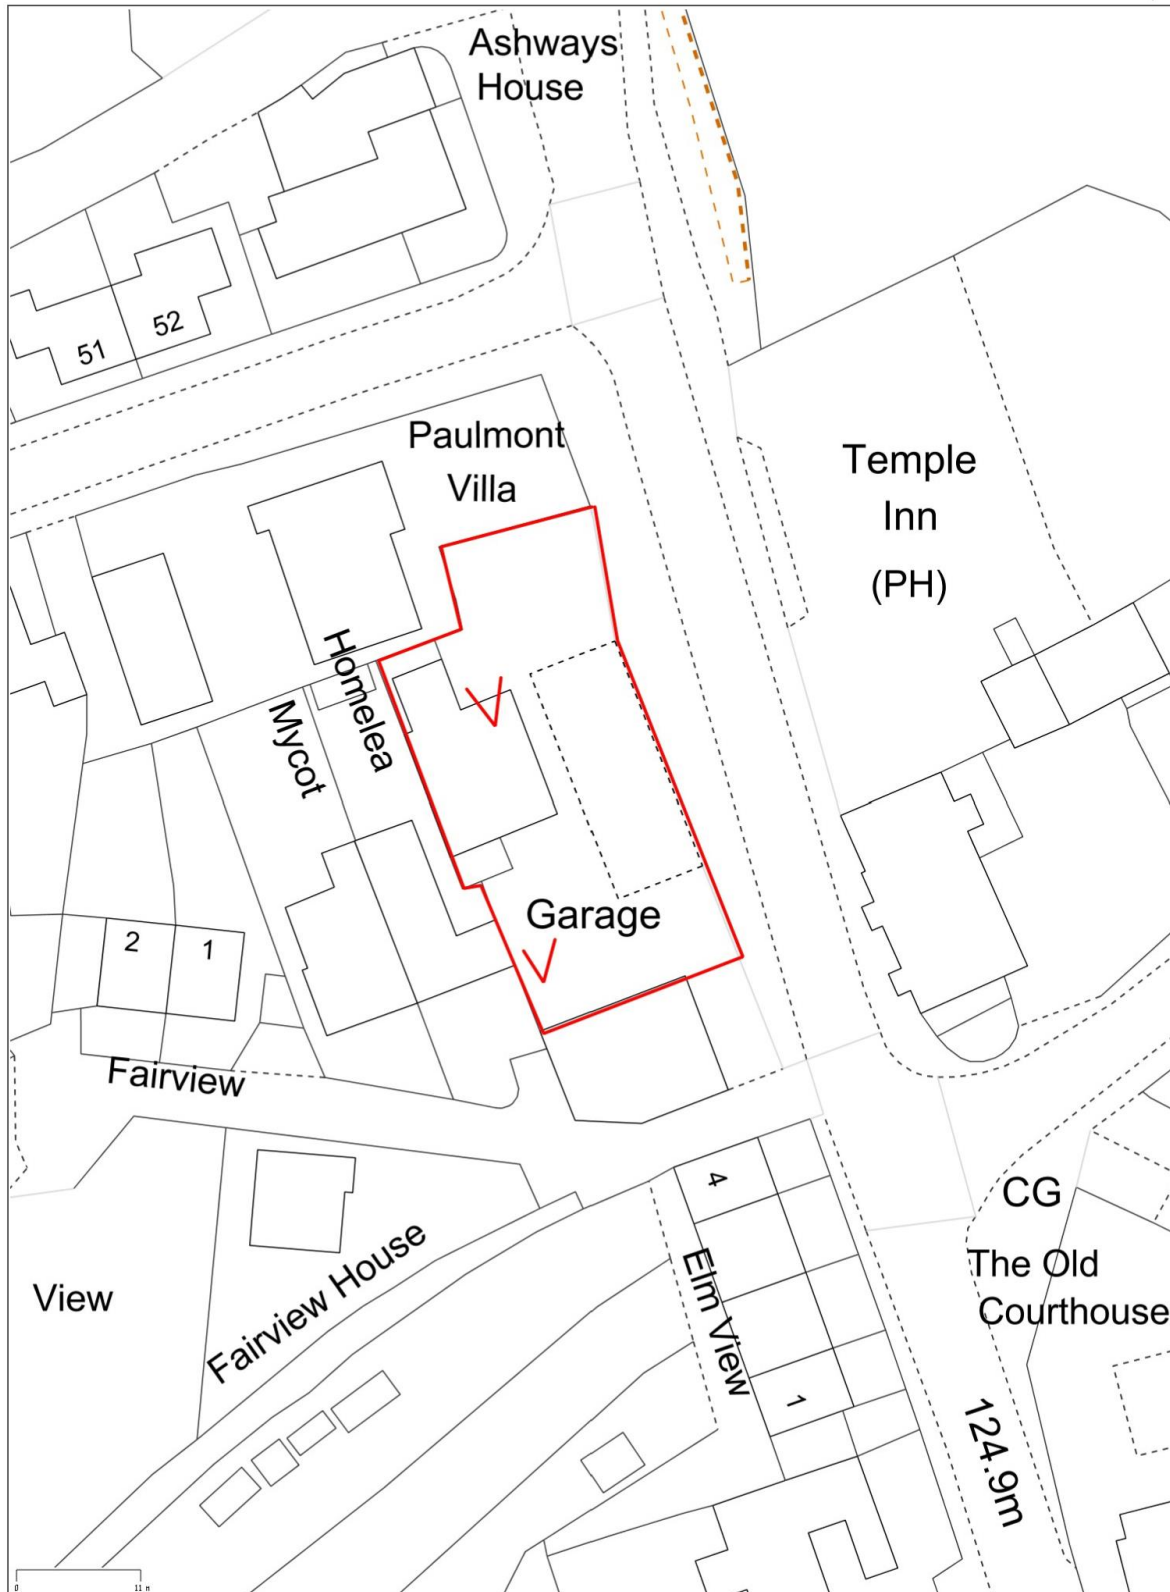 Ashways
House
52
51
Paulmont
Villa
Temple
Inn
(PH)
Homelea
Mycot
Garage
2
1
Fairview
4
CG
View
Fairview House
Elm View
The Old
Courthouse
1
124.9m
0
11 m